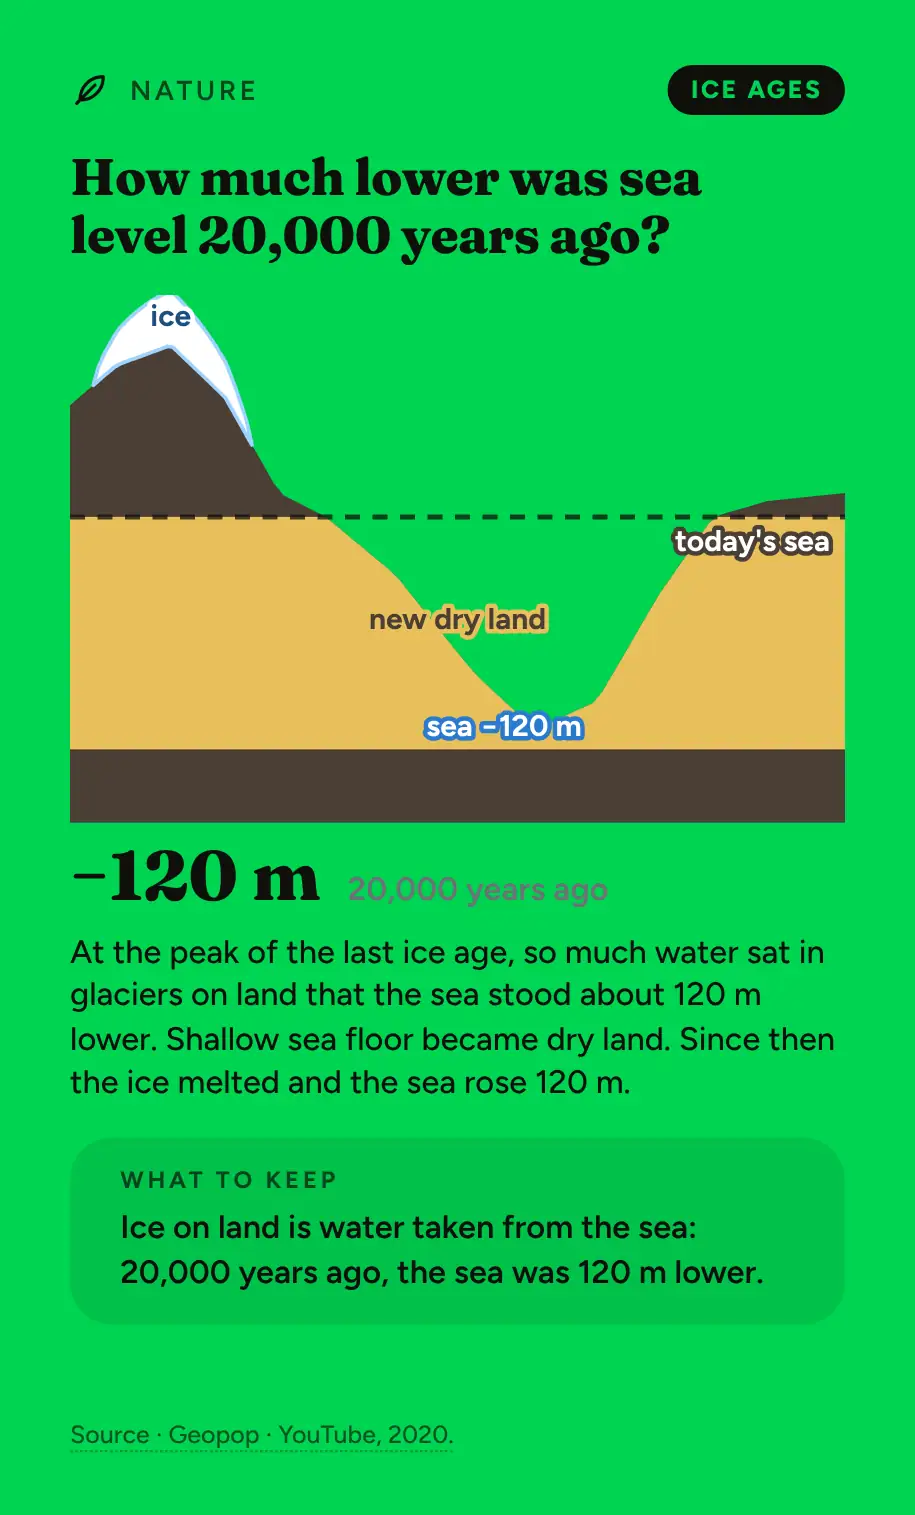 NATURE
ICE AGES
How much lower was sea
level 20,000 years ago?
ice
today's sea
new dry land
sea −120 m
−120 m 20,000 years ago
At the peak of the last ice age, so much water sat in
glaciers on land that the sea stood about 120 m
lower. Shallow sea floor became dry land. Since then
the ice melted and the sea rose 120 m.
WHAT TO KEEP
Ice on land is water taken from the sea:
20,000 years ago, the sea was 120 m lower.
Source · Geopop · YouTube, 2020.